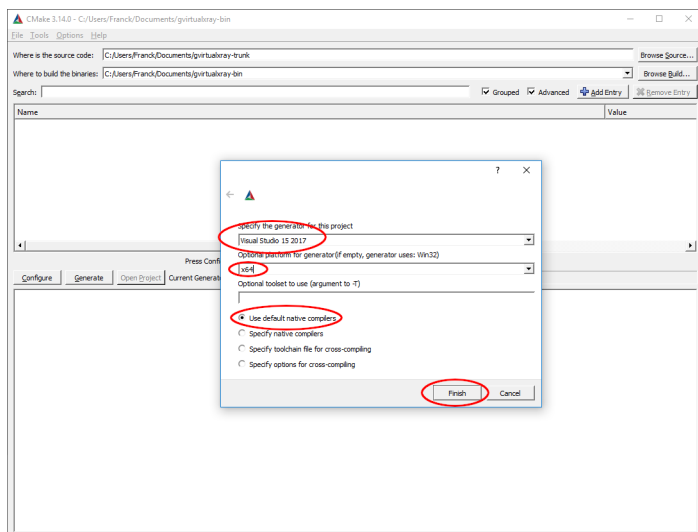 CMake 3.14.0 - C:/Users/Franck/Documents/gvirtualxray-bin
File Tools Options Help
Where is the source code: C:/Users/Franck/Documents/gvirtualxray-trunk Browse Source...
Where to build the binaries: C:/Users/Franck/Documents/gvirtualxray-bin Browse Build...
Search: Grouped Advanced Add Entry Remove Entry
Name Value
?
Specify the generator for this project
Visual Studio 15 2017
Optional platform for generator(if empty, generator uses: Win32)
x64
Optional toolset to use (argument to -T)
Use default native compilers
Specify native compilers
Specify toolchain file for cross-compiling
Specify options for cross-compiling
Finish Cancel
Press Confi
Configure Generate Open Project Current Generato